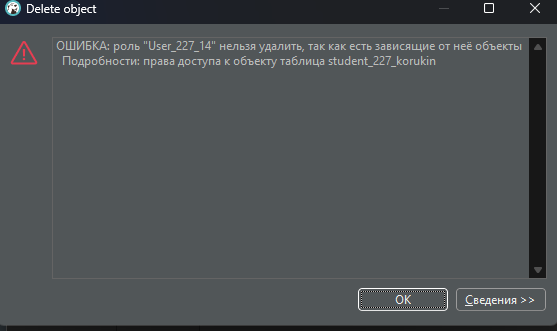 Delete object
ОШИБКА: роль "User_227_14" нельзя удалить, так как есть зависящие от неё объекты
Подробности: права доступа к объекту таблица student_227_korukin
ОК
Сведения >>